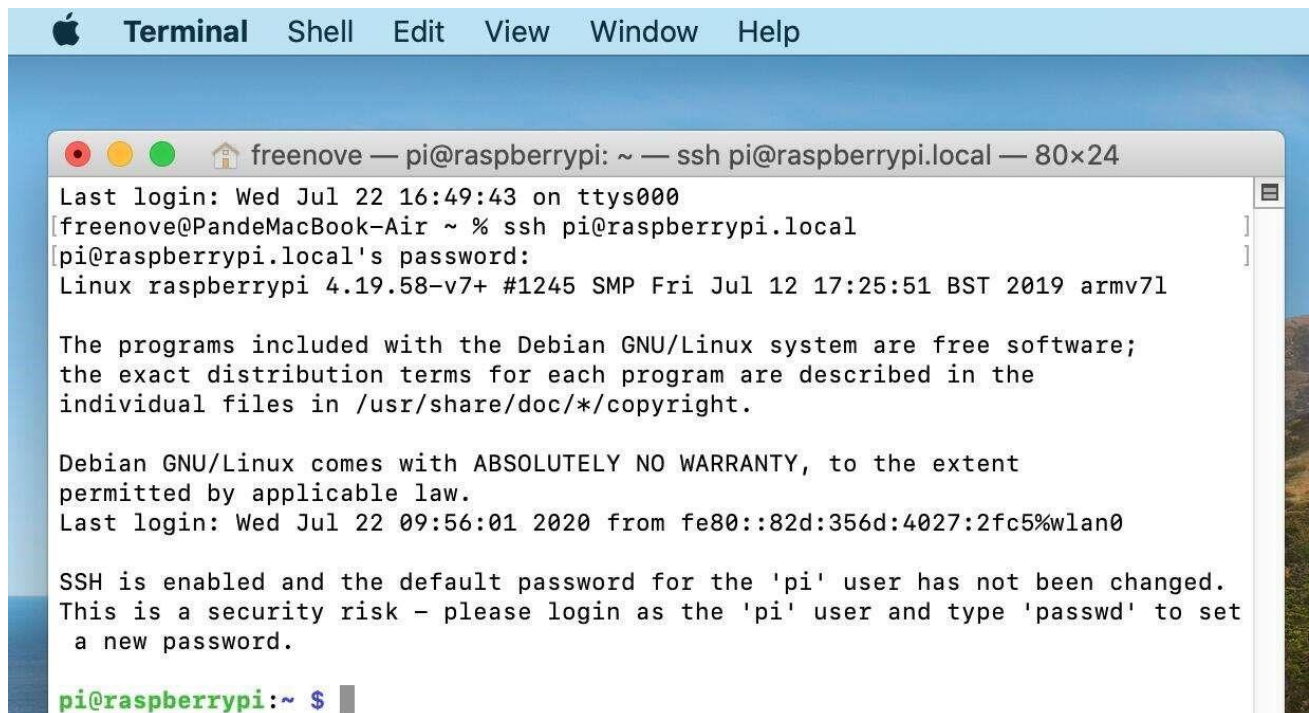 Terminal Shell Edit View Window Help
freenove — pi@raspberrypi: ~ — ssh pi@raspberrypi.local — 80×24
Last login: Wed Jul 22 16:49:43 on ttys000
[freenove@PandeMacBook-Air ~ % ssh pi@raspberrypi.local ]
[pi@raspberrypi.local's password: ]
Linux raspberrypi 4.19.58-v7+ #1245 SMP Fri Jul 12 17:25:51 BST 2019 armv7l
The programs included with the Debian GNU/Linux system are free software;
the exact distribution terms for each program are described in the
individual files in /usr/share/doc/*/copyright.
Debian GNU/Linux comes with ABSOLUTELY NO WARRANTY, to the extent
permitted by applicable law.
Last login: Wed Jul 22 09:56:01 2020 from fe80::82d:356d:4027:2fc5%wlan0
SSH is enabled and the default password for the 'pi' user has not been changed.
This is a security risk – please login as the 'pi' user and type 'passwd' to set
a new password.
pi@raspberrypi:~ $